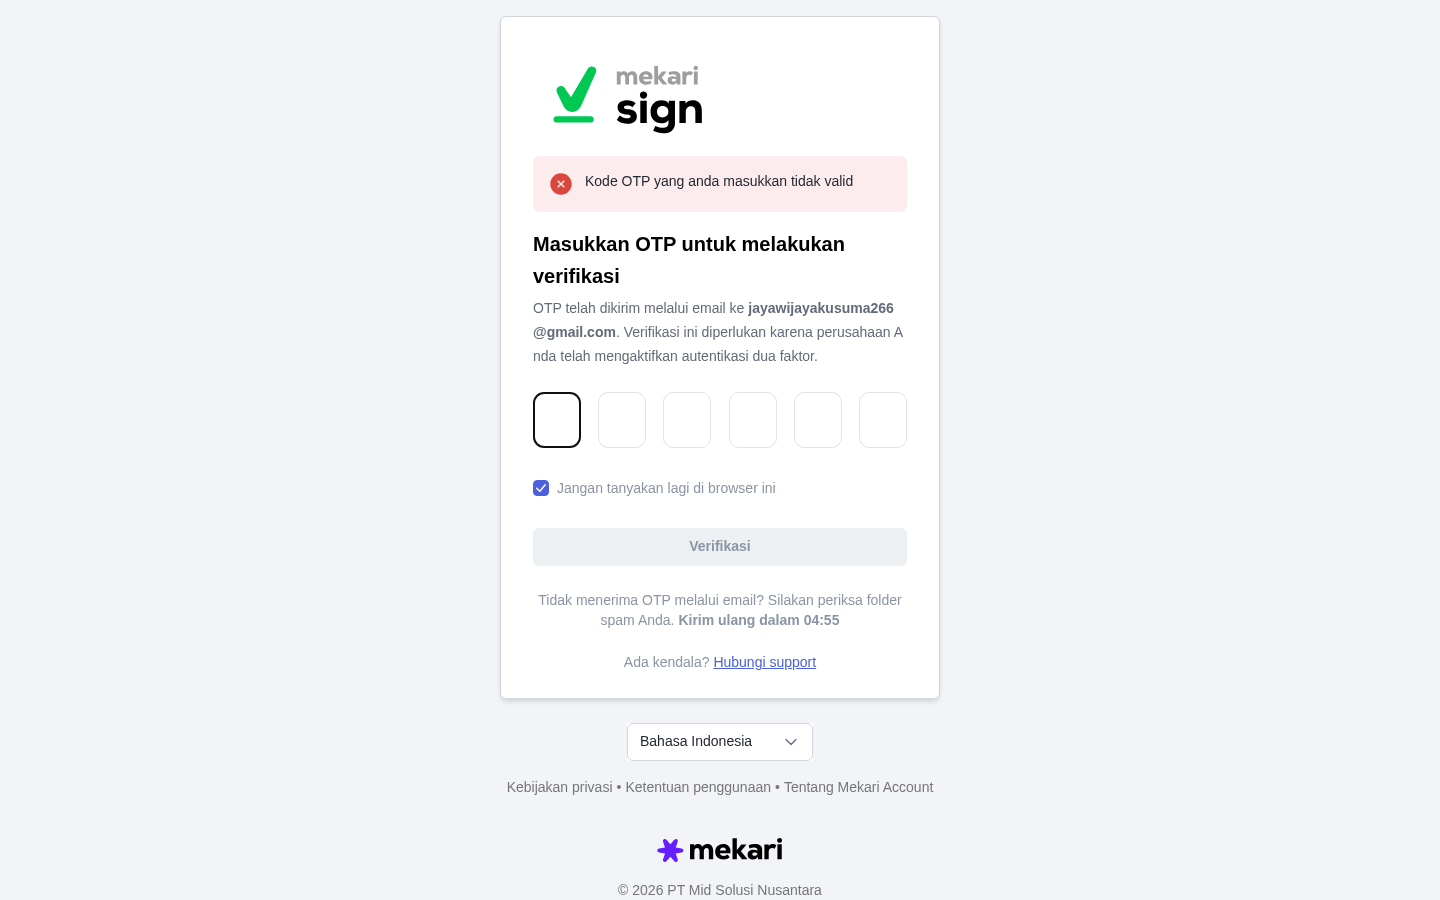 mekari
sign
Kode OTP yang anda masukkan tidak valid
Masukkan OTP untuk melakukan
verifikasi
OTP telah dikirim melalui email ke jayawijayakusuma266
@gmail.com. Verifikasi ini diperlukan karena perusahaan A
nda telah mengaktifkan autentikasi dua faktor.
Jangan tanyakan lagi di browser ini
Verifikasi
Tidak menerima OTP melalui email? Silakan periksa folder
spam Anda. Kirim ulang dalam 04:55
Ada kendala? Hubungi support
Bahasa Indonesia
Kebijakan privasi • Ketentuan penggunaan • Tentang Mekari Account
mekari
© 2026 PT Mid Solusi Nusantara